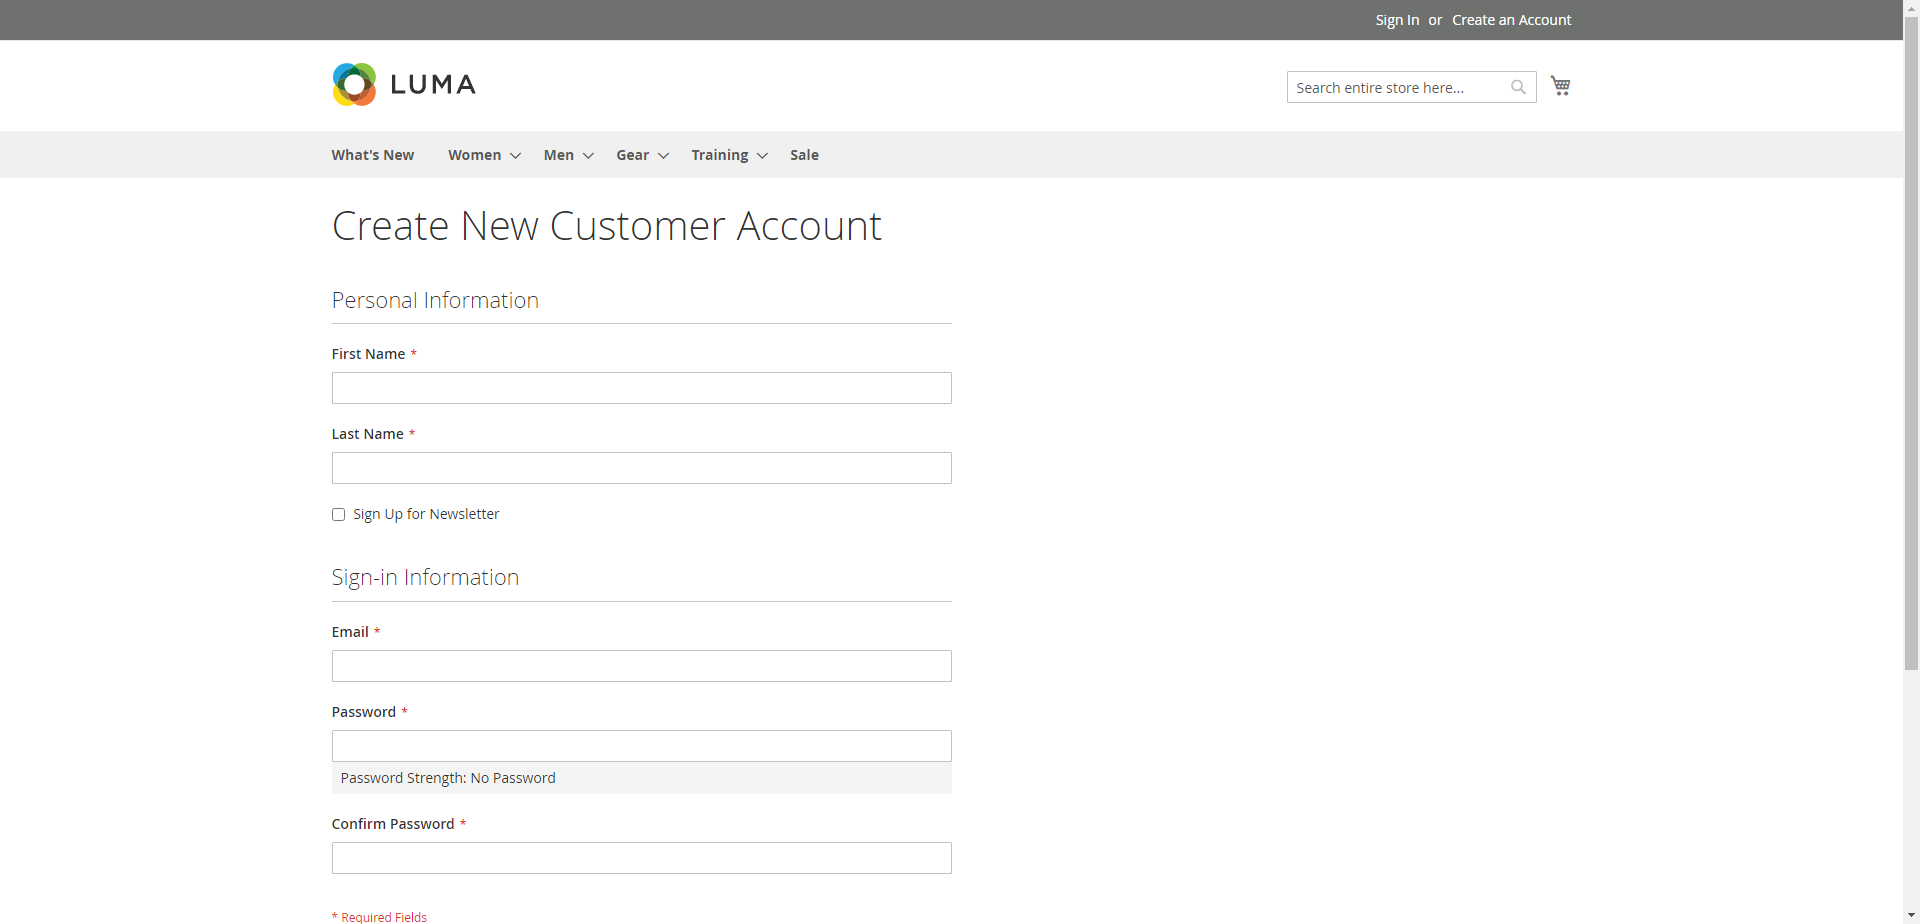 Sign In or Create an Account
LUMA
Search entire store here...
What's New Women Men Gear Training Sale
Create New Customer Account
Personal Information
First Name *
Last Name *
Sign Up for Newsletter
Sign-in Information
Email *
Password *
Password Strength: No Password
Confirm Password *
* Required Fields